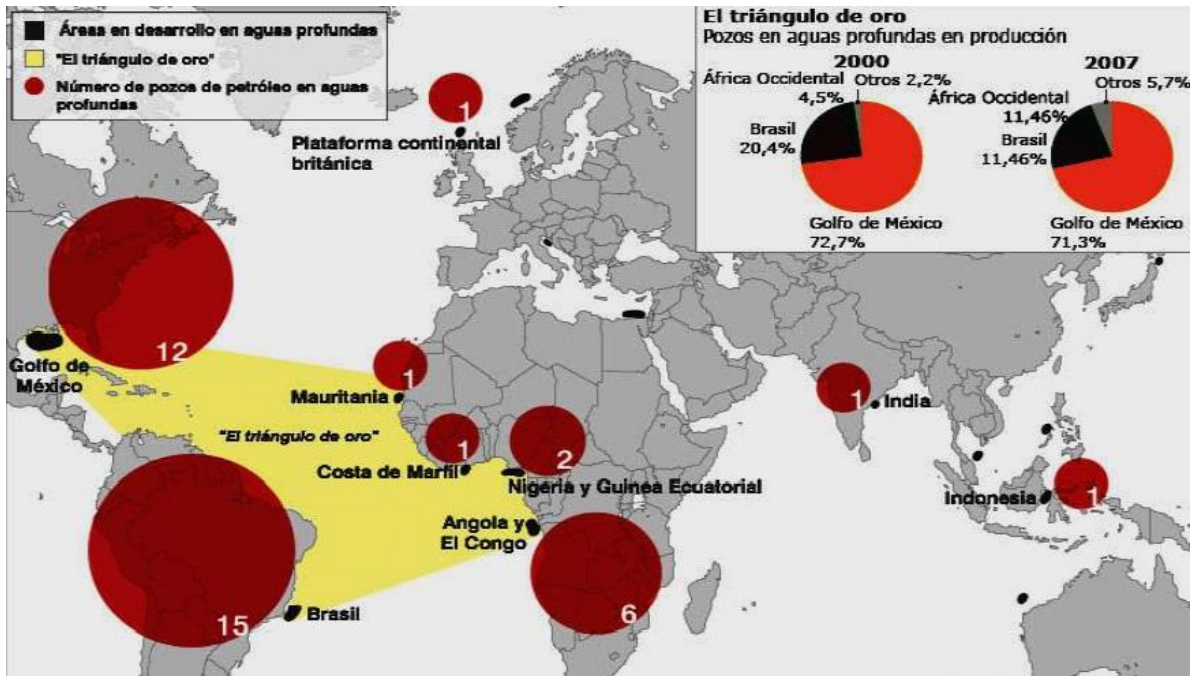 Áreas en desarrollo en aguas profundas
"El triángulo de oro"
Número de pozos de petróleo en aguas
profundas
El triángulo de oro
Pozos en aguas profundas en producción
2000
África Occidental
4,5%
Otros 2,2%
Brasil
20,4%
Golfo de México
72,7%
2007
Otros 5,7%
África Occidental
11,46%
Brasil
11,46%
Golfo de México
71,3%
1
Plataforma continental
británica
12
Golfo de
México
1
Mauritania
"El triángulo de oro"
1
Costa de Marfil
2
Nigeria y Guinea Ecuatorial
1
India
Indonesia
1
Angola y
El Congo
6
15
Brasil